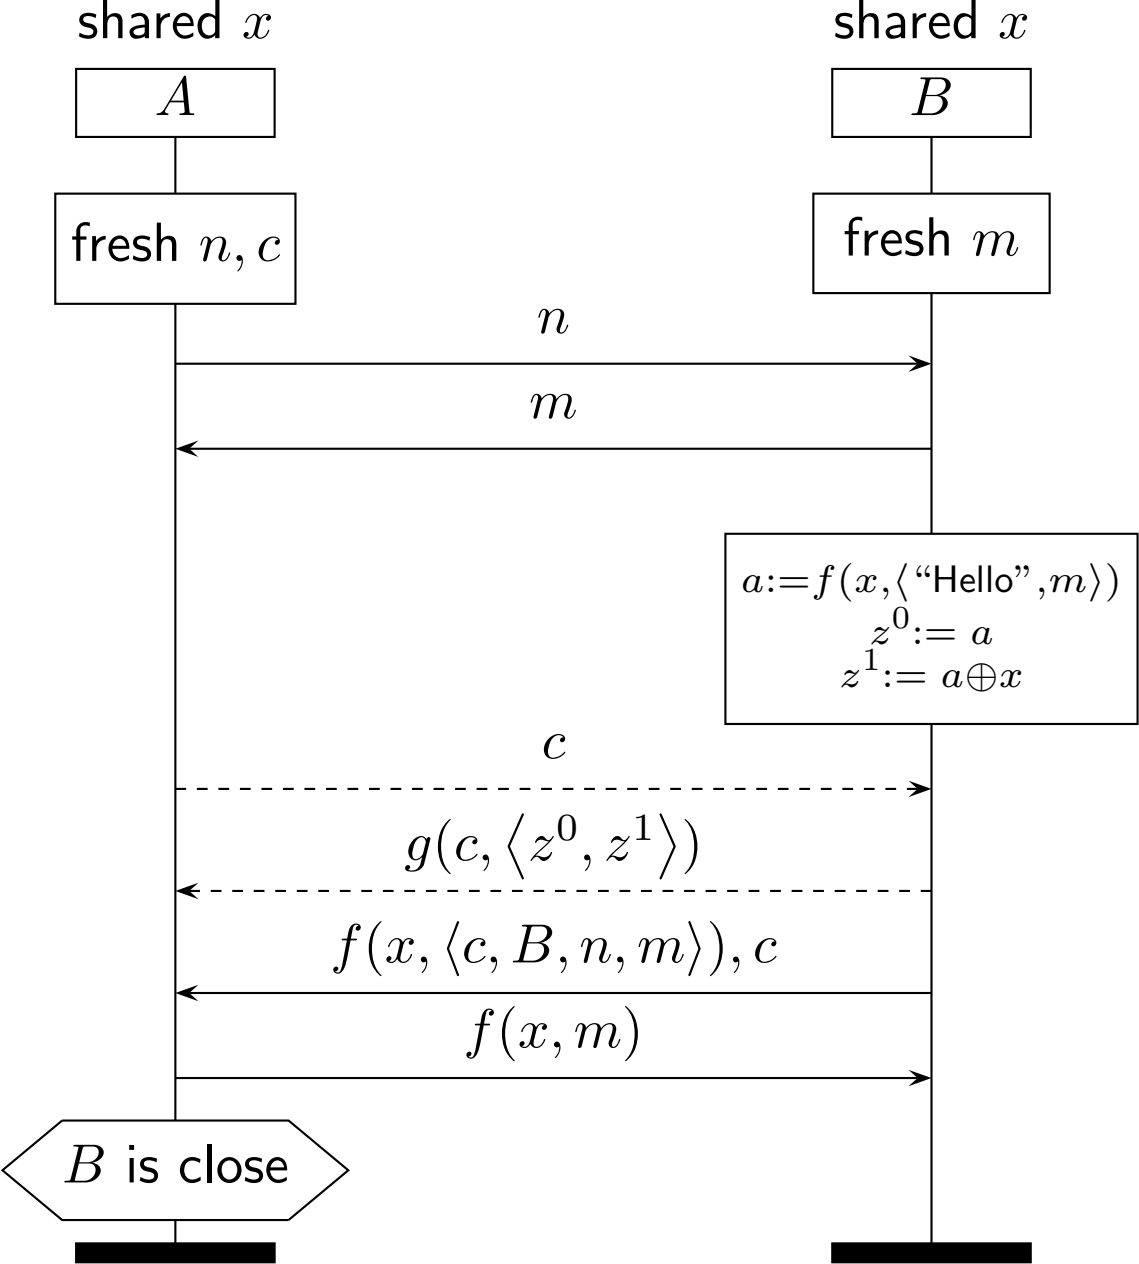 shared x shared x
A B
fresh n, c fresh m
n
m
a:=f(x,⟨“Hello”,m⟩)
z⁰:= a
z¹:= a⊕x
c
g(c, ⟨z⁰, z¹⟩)
f(x, ⟨c, B, n, m⟩), c
f(x, m)
B is close